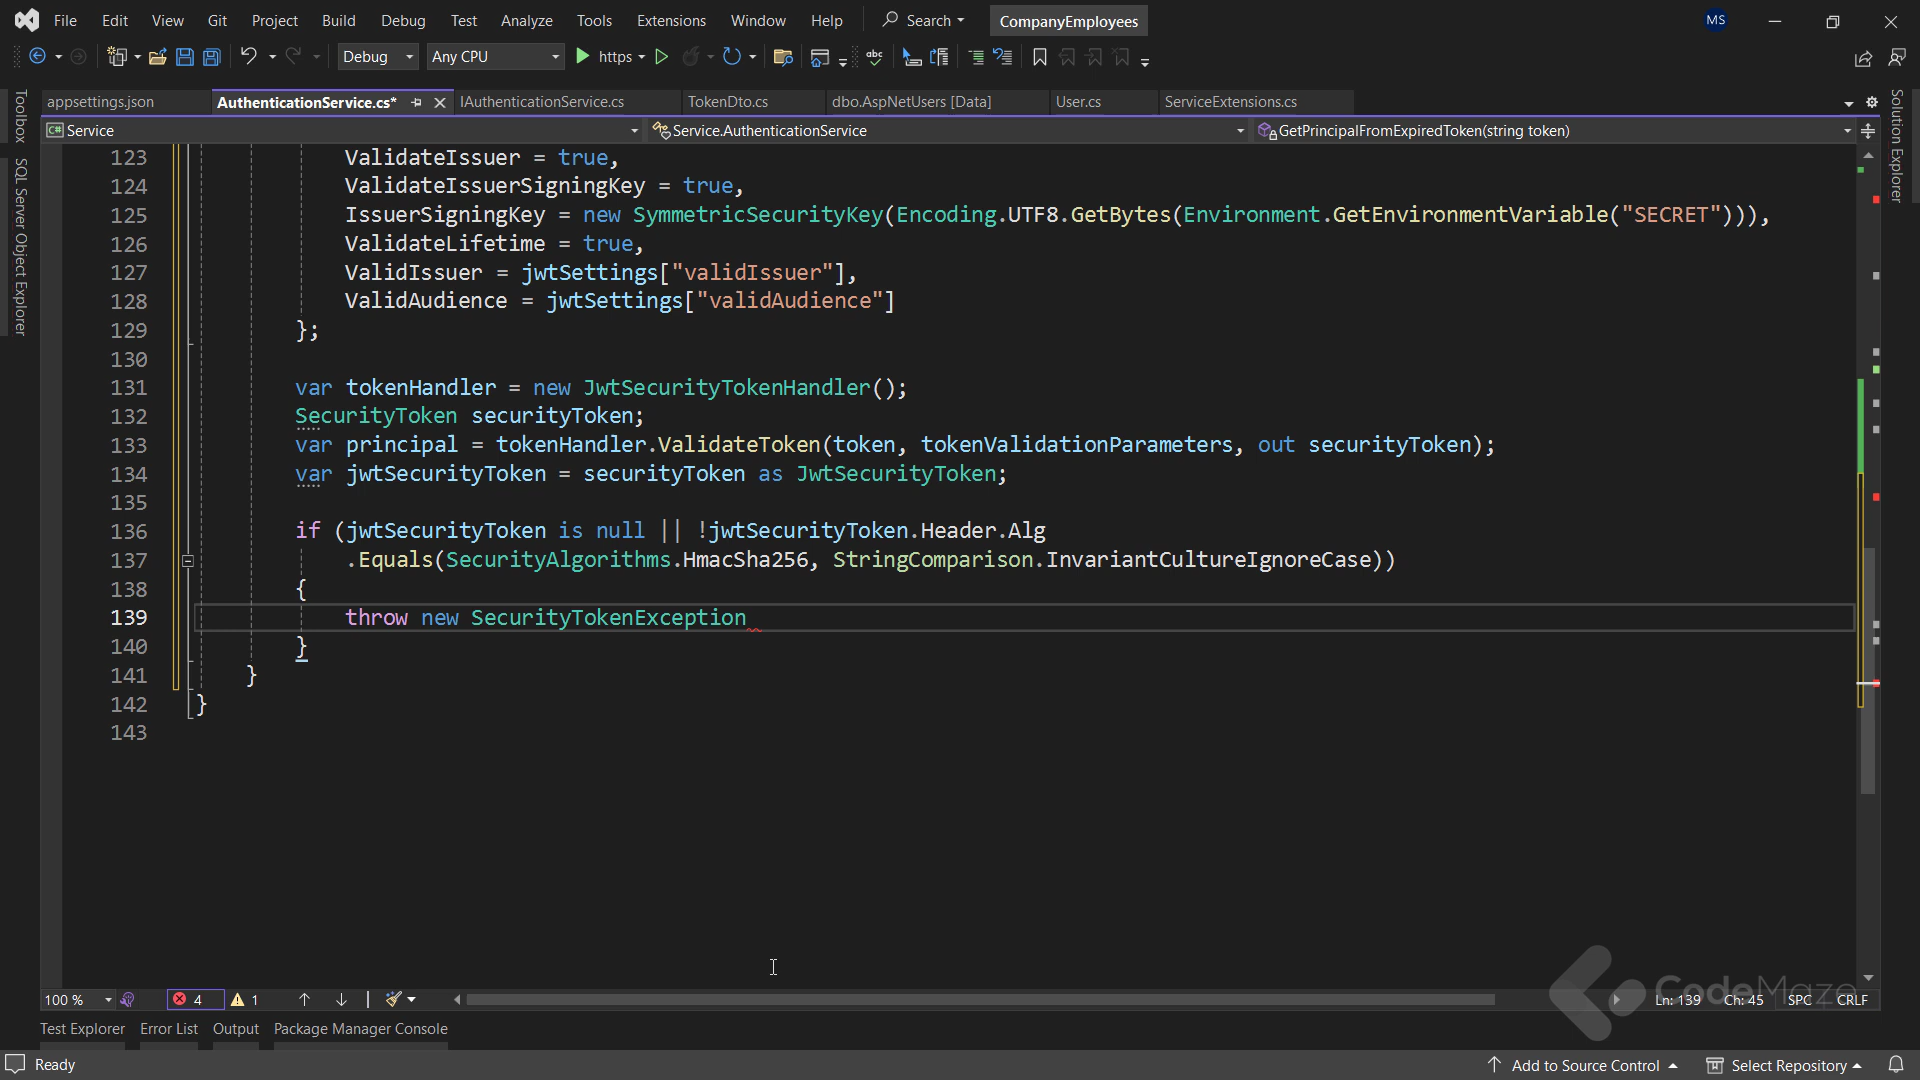 File Edit View Git Project Build Debug Test Analyze Tools Extensions Window Help Search CompanyEmployees MS
Debug Any CPU https
appsettings.json AuthenticationService.cs* IAuthenticationService.cs TokenDto.cs dbo.AspNetUsers [Data] User.cs ServiceExtensions.cs
C# Service Service.AuthenticationService GetPrincipalFromExpiredToken(string token)
Toolbox
SQL Server Object Explorer
Solution Explorer
123 ValidateIssuer = true,
124 ValidateIssuerSigningKey = true,
125 IssuerSigningKey = new SymmetricSecurityKey(Encoding.UTF8.GetBytes(Environment.GetEnvironmentVariable("SECRET"))),
126 ValidateLifetime = true,
127 ValidIssuer = jwtSettings["validIssuer"],
128 ValidAudience = jwtSettings["validAudience"]
129 };
130
131 var tokenHandler = new JwtSecurityTokenHandler();
132 SecurityToken securityToken;
133 var principal = tokenHandler.ValidateToken(token, tokenValidationParameters, out securityToken);
134 var jwtSecurityToken = securityToken as JwtSecurityToken;
135
136 if (jwtSecurityToken is null || !jwtSecurityToken.Header.Alg
137 .Equals(SecurityAlgorithms.HmacSha256, StringComparison.InvariantCultureIgnoreCase))
138 {
139 throw new SecurityTokenException
140 }
141 }
142 }
143
100 % 4 1 Ln: 139 Ch: 45 SPC CRLF
CodeMaze
Test Explorer Error List Output Package Manager Console
Ready Add to Source Control Select Repository